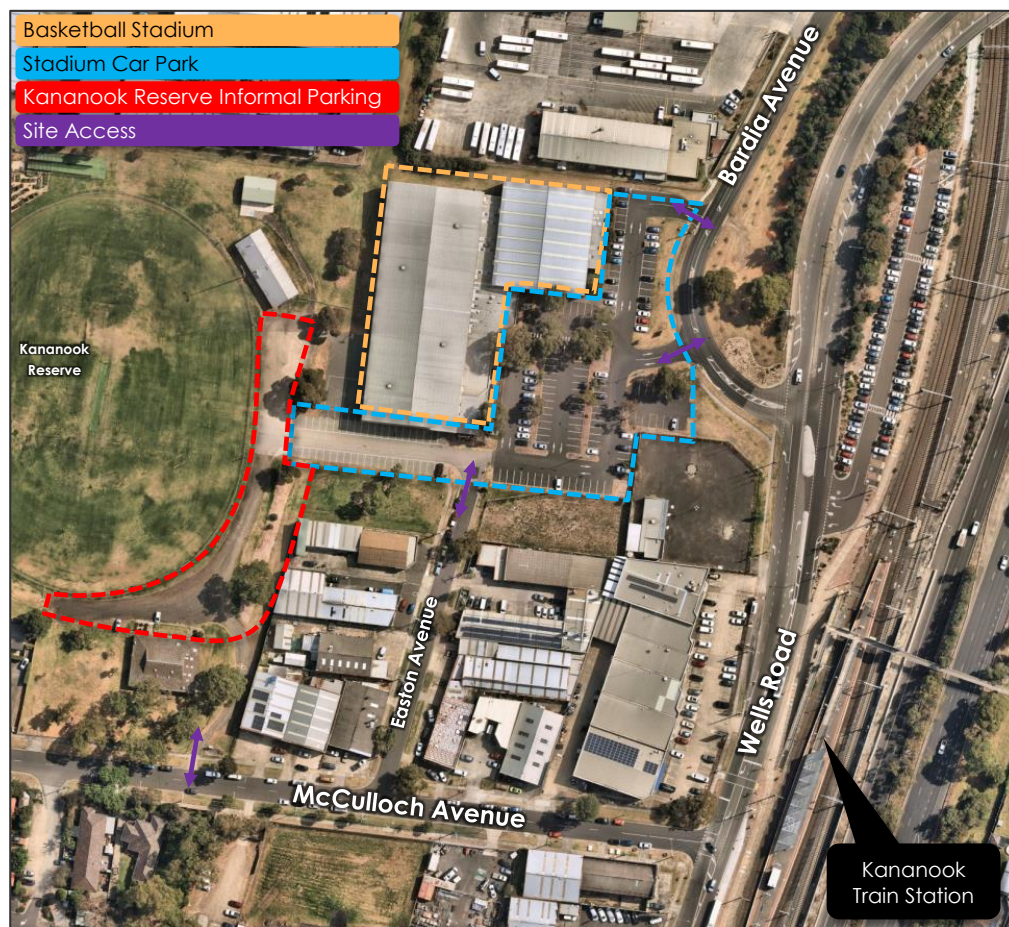 Basketball Stadium
Stadium Car Park
Kananook Reserve Informal Parking
Site Access
Bardia Avenue
Kananook
Reserve
Easton Avenue
Wells Road
McCulloch Avenue
Kananook
Train Station